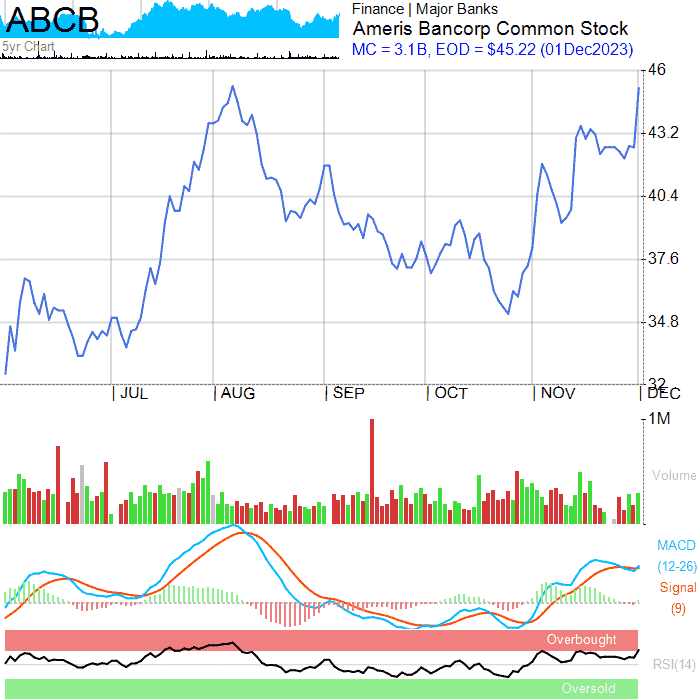 ABCB
5yr Chart
Finance | Major Banks
Ameris Bancorp Common Stock
MC = 3.1B, EOD = $45.22 (01Dec2023)
46
43.2
40.4
37.6
34.8
32
| JUL | AUG | SEP | OCT | NOV | DEC
1M
Volume
MACD
(12-26)
Signal
(9)
Overbought
RSI(14)
Oversold